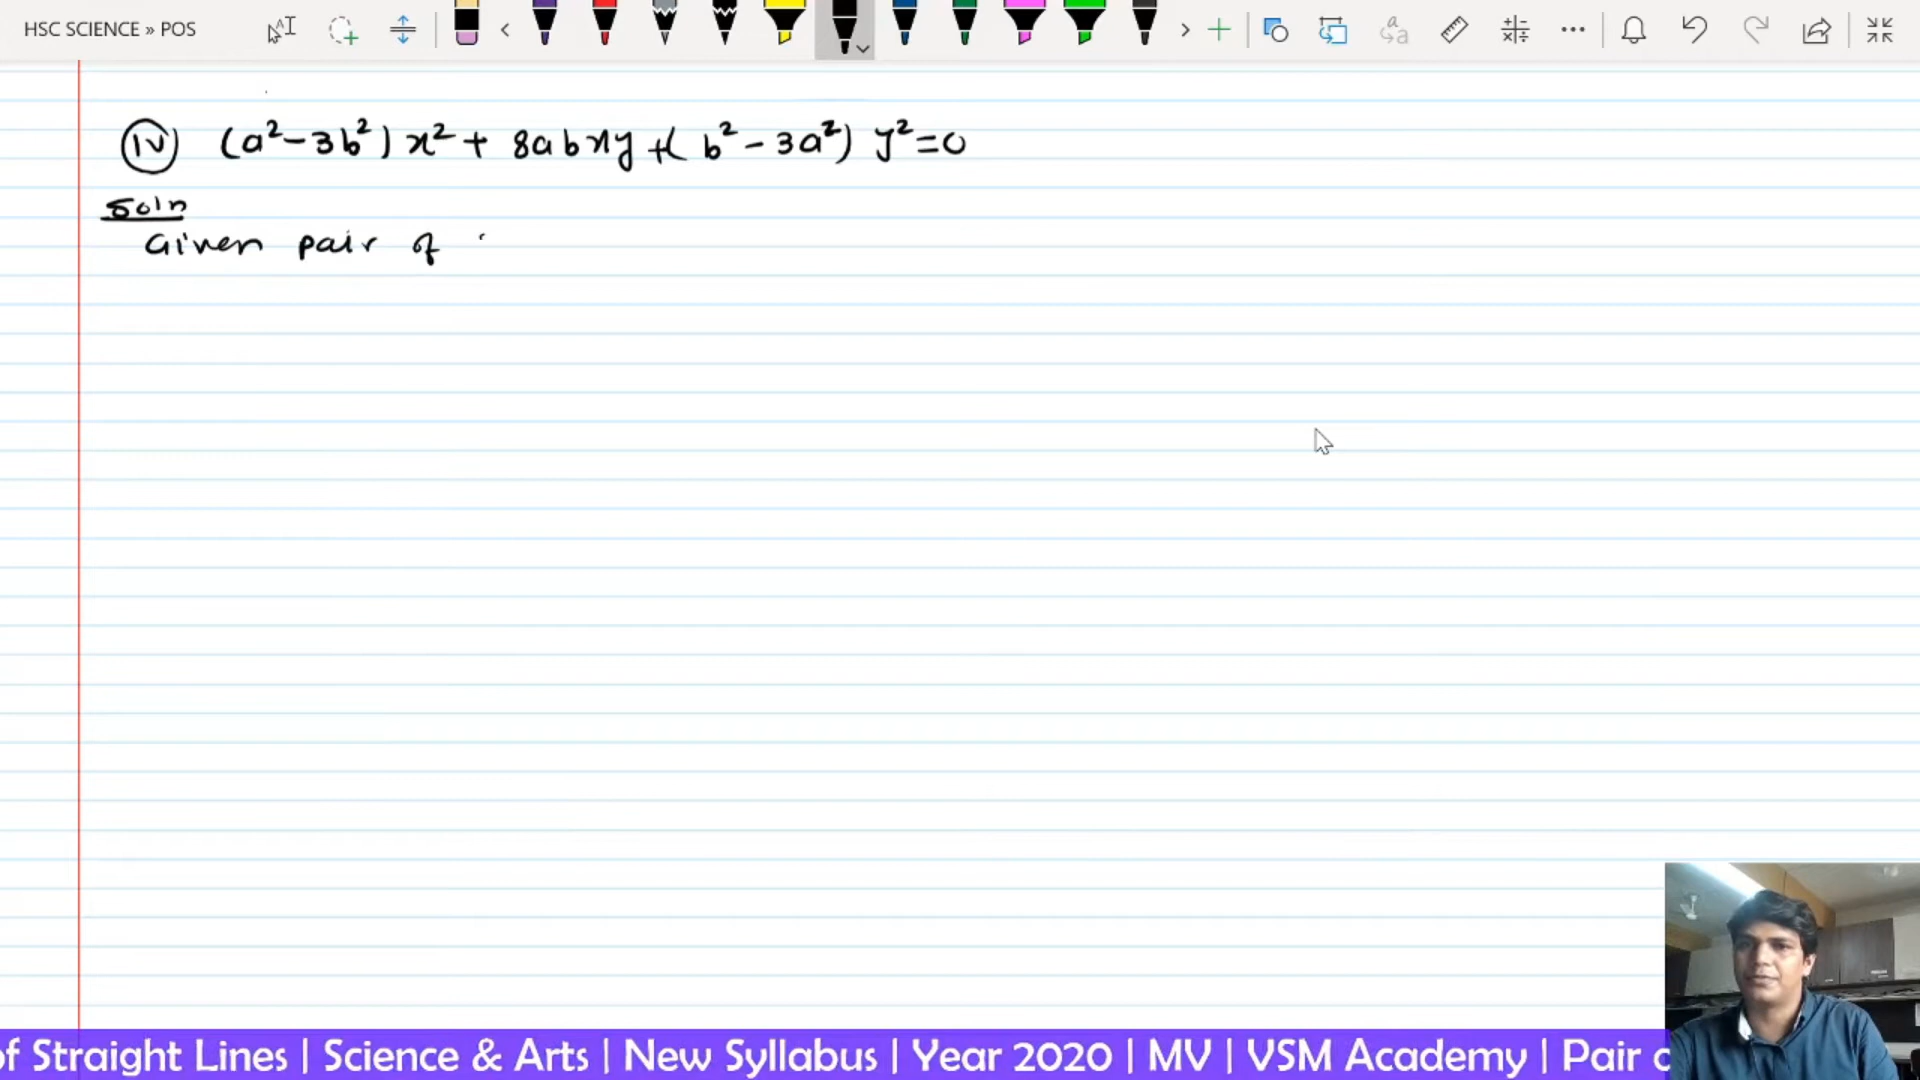 HSC SCIENCE » POS
(iv) (a²-3b²) x² + 8abxy + (b²-3a²) y² = 0
Soln
Given pair of
of Straight Lines | Science & Arts | New Syllabus | Year 2020 | MV | VSM Academy | Pair o